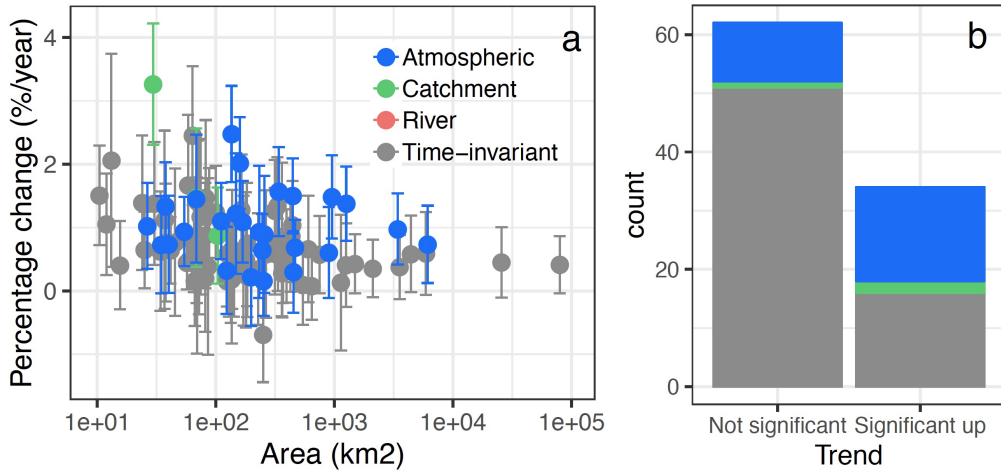 a
Atmospheric
Catchment
River
Time−invariant
Percentage change (%/year)
4
2
0
1e+01 1e+02 1e+03 1e+04 1e+05
Area (km2)
b
count
60
40
20
0
Not significant Significant up
Trend